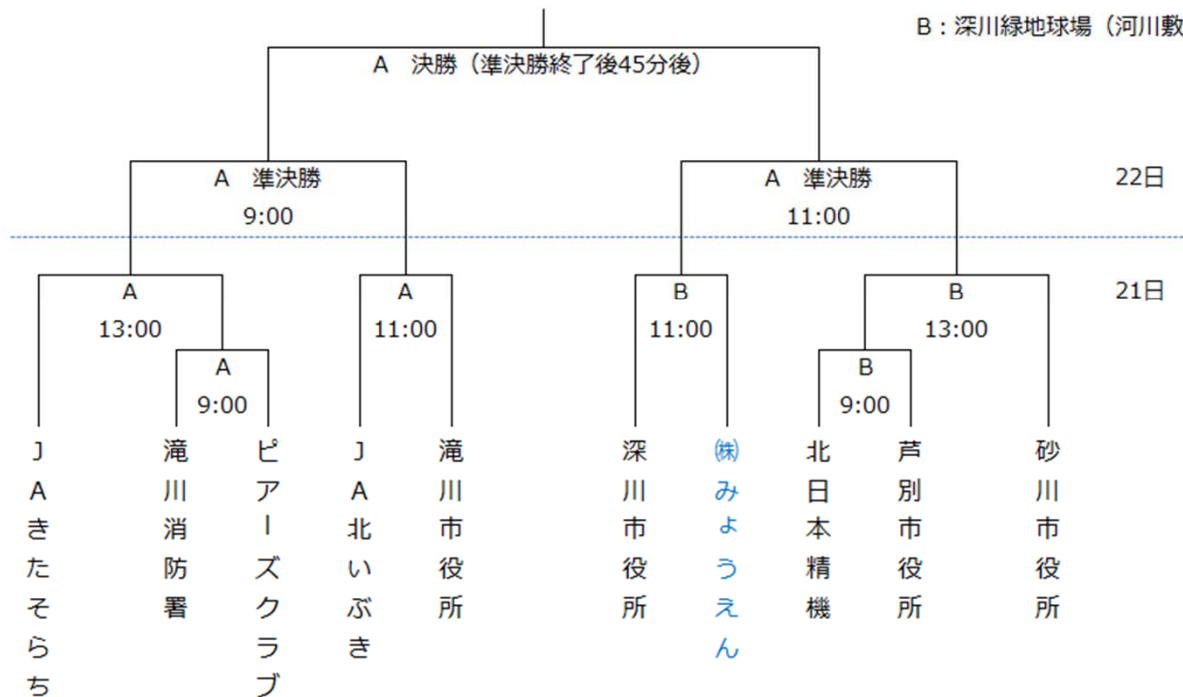 B：深川緑地球場（河川敷
A　決勝（準決勝終了後45分後）
A　準決勝
9:00
A　準決勝
11:00
22日
A
13:00
A
11:00
B
11:00
B
13:00
21日
A
9:00
B
9:00
JAきたそらち
滝川消防署
ピアーズクラブ
JA北いぶき
滝川市役所
深川市役所
㈱みょうえん
北日本精機
芦別市役所
砂川市役所